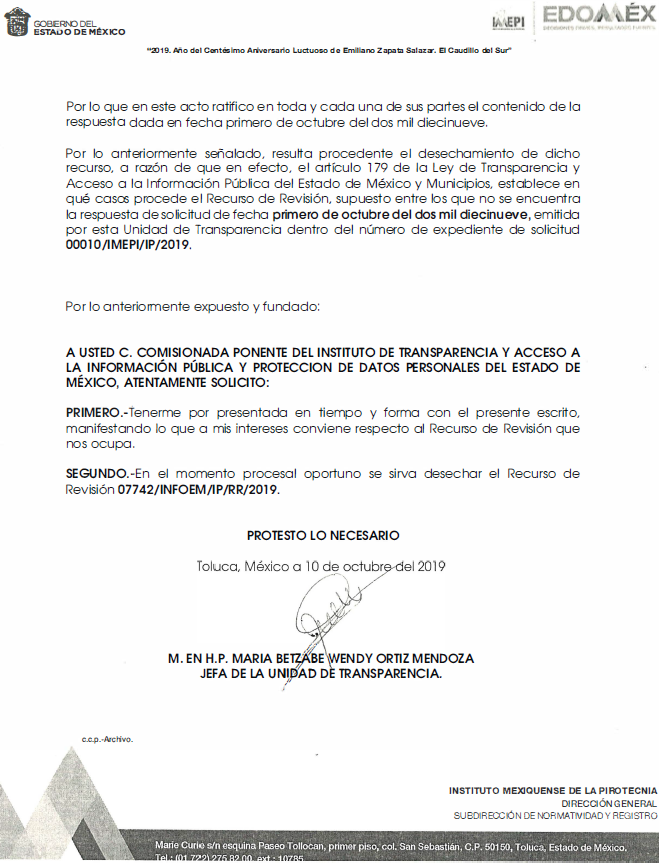 GOBIERNO DEL
ESTADO DE MÉXICO
IMEPI
EDOMÉX
DECISIONES FIRMES, RESULTADOS FUERTES.
"2019. Año del Centésimo Aniversario Luctuoso de Emiliano Zapata Salazar. El Caudillo del Sur"
Por lo que en este acto ratifico en toda y cada una de sus partes el contenido de la
respuesta dada en fecha primero de octubre del dos mil diecinueve.
Por lo anteriormente señalado, resulta procedente el desechamiento de dicho
recurso, a razón de que en efecto, el artículo 179 de la Ley de Transparencia y
Acceso a la Información Pública del Estado de México y Municipios, establece en
qué casos procede el Recurso de Revisión, supuesto entre los que no se encuentra
la respuesta de solicitud de fecha primero de octubre del dos mil diecinueve, emitida
por esta Unidad de Transparencia dentro del número de expediente de solicitud
00010/IMEPI/IP/2019.
Por lo anteriormente expuesto y fundado:
A USTED C. COMISIONADA PONENTE DEL INSTITUTO DE TRANSPARENCIA Y ACCESO A
LA INFORMACIÓN PÚBLICA Y PROTECCION DE DATOS PERSONALES DEL ESTADO DE
MÉXICO, ATENTAMENTE SOLICITO:
PRIMERO.-Tenerme por presentada en tiempo y forma con el presente escrito,
manifestando lo que a mis intereses conviene respecto al Recurso de Revisión que
nos ocupa.
SEGUNDO.-En el momento procesal oportuno se sirva desechar el Recurso de
Revisión 07742/INFOEM/IP/RR/2019.
PROTESTO LO NECESARIO
Toluca, México a 10 de octubre del 2019
M. EN H.P. MARIA BETZABE WENDY ORTIZ MENDOZA
JEFA DE LA UNIDAD DE TRANSPARENCIA.
c.c.p.-Archivo.
INSTITUTO MEXIQUENSE DE LA PIROTECNIA
DIRECCIÓN GENERAL
SUBDIRECCIÓN DE NORMATIVIDAD Y REGISTRO
Marie Curie s/n esquina Paseo Tollocan, primer piso, col. San Sebastián, C.P. 50150, Toluca, Estado de México.
Tel.: (01 722) 275 82 00, ext.: 10785